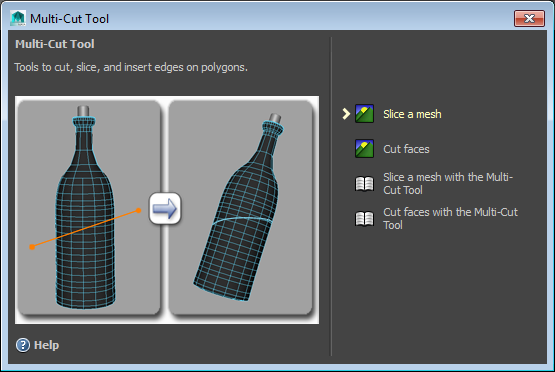 Multi-Cut Tool
Multi-Cut Tool
Tools to cut, slice, and insert edges on polygons.
Slice a mesh
Cut faces
Slice a mesh with the Multi-
Cut Tool
Cut faces with the Multi-Cut
Tool
Help